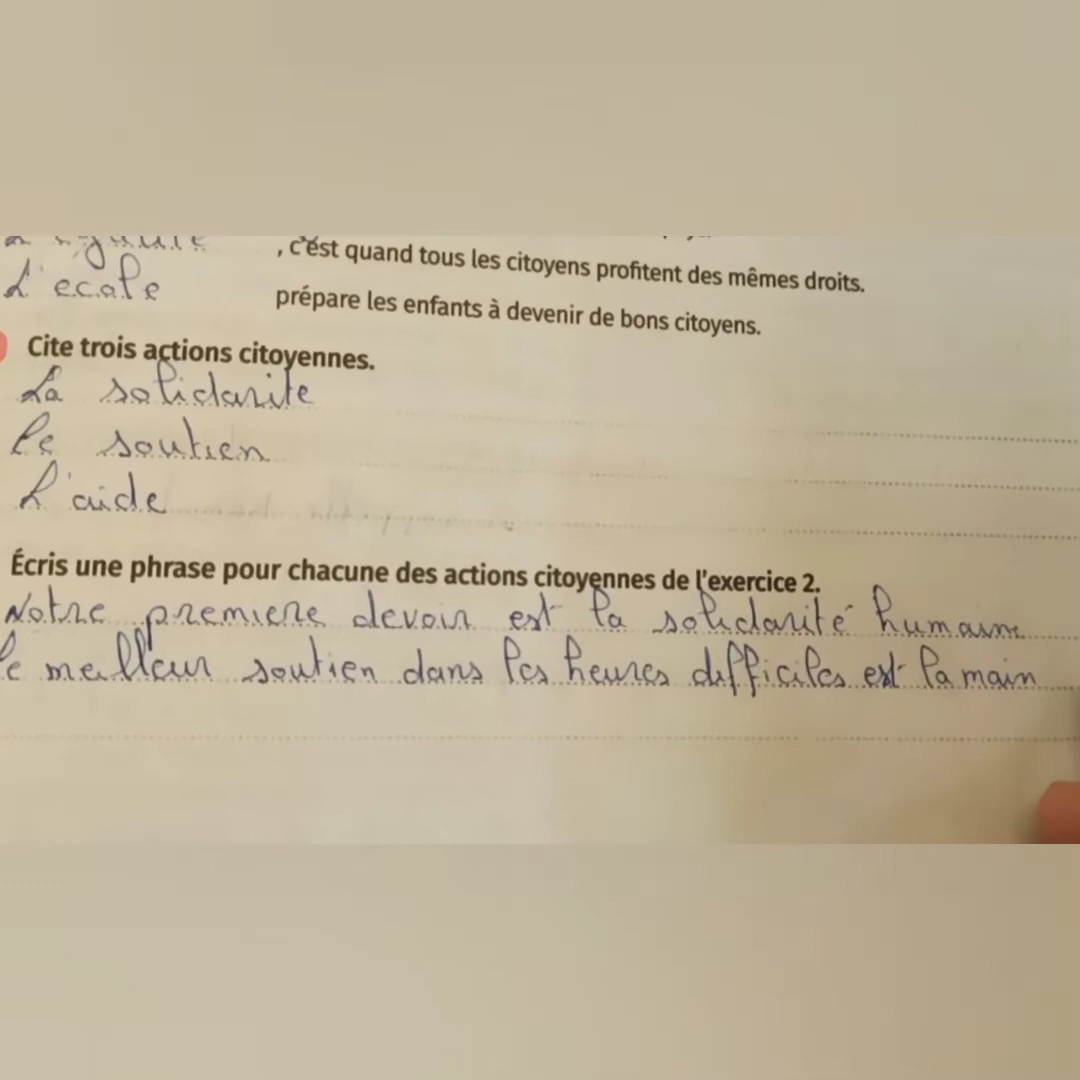 , c'est quand tous les citoyens profitent des mêmes droits.
L'ecole prépare les enfants à devenir de bons citoyens.
Cite trois actions citoyennes.
La solidarite
le soutien
L'aide
Écris une phrase pour chacune des actions citoyennes de l'exercice 2.
Notre premiere devoir est la solidarité humaine
le meilleur soutien dans les heures difficiles est la main